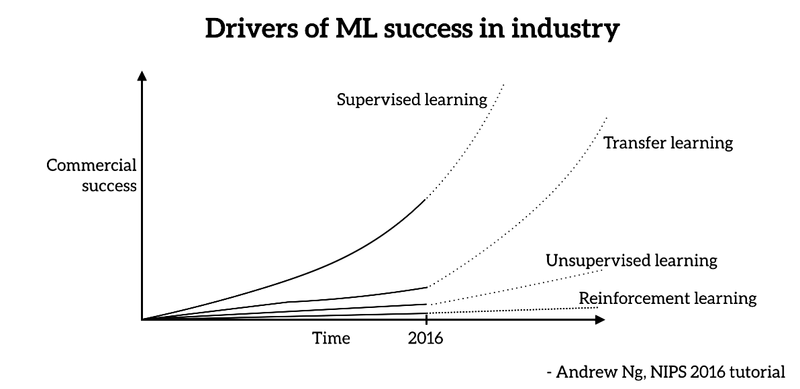 Drivers of ML success in industry
Supervised learning
Transfer learning
Commercial
success
Unsupervised learning
Reinforcement learning
Time
2016
- Andrew Ng, NIPS 2016 tutorial